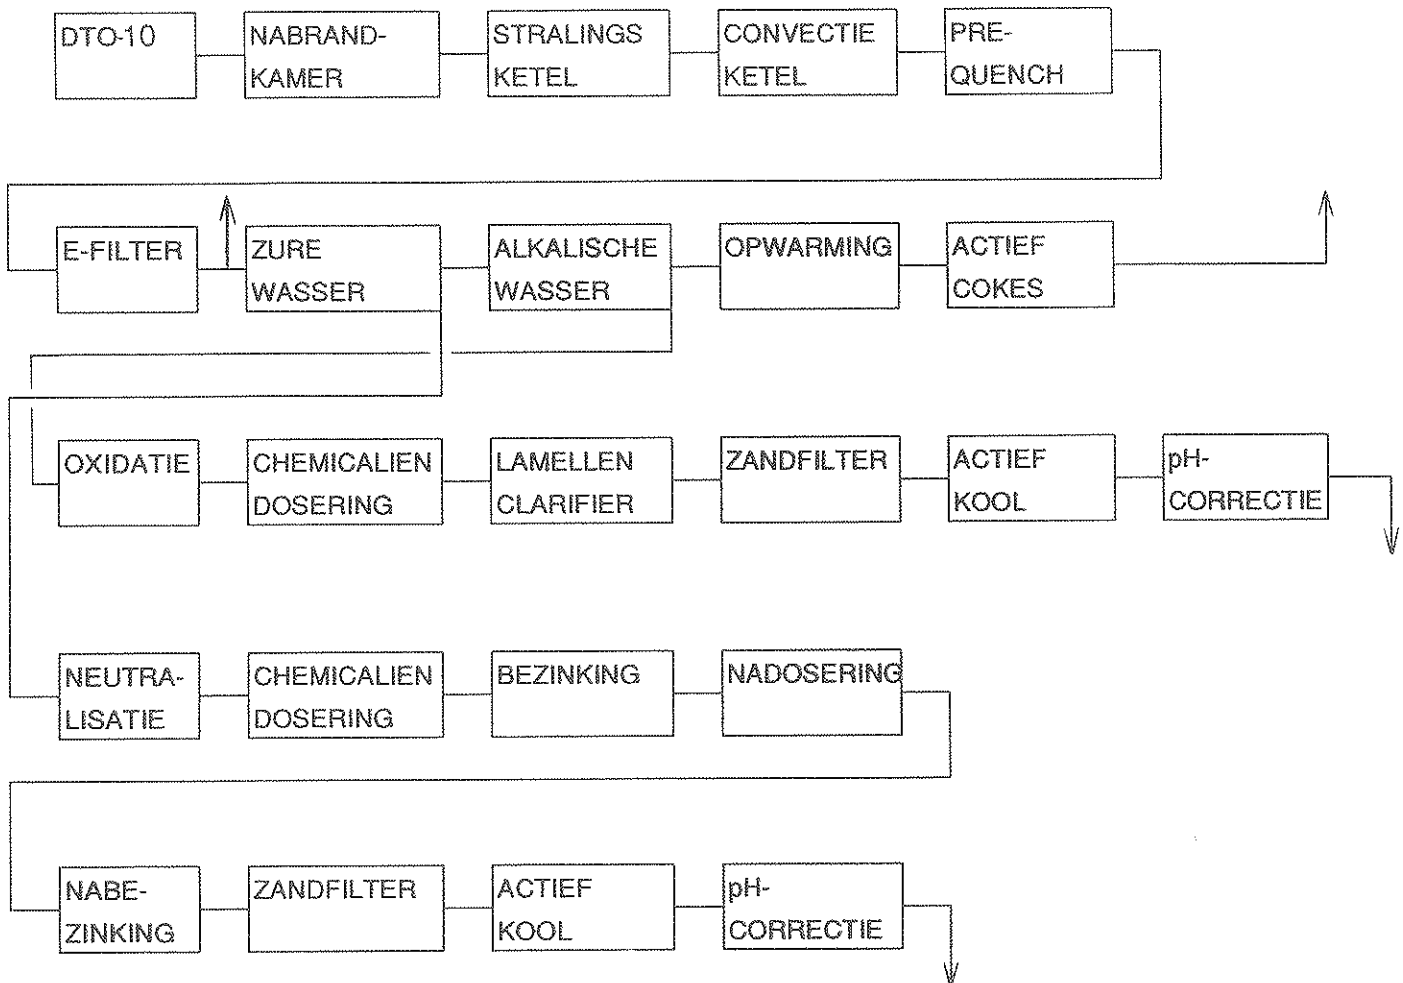 DTO-10
NABRAND-
KAMER
STRALINGS
KETEL
CONVECTIE
KETEL
PRE-
QUENCH
E-FILTER
ZURE
WASSER
ALKALISCHE
WASSER
OPWARMING
ACTIEF
COKES
OXIDATIE
CHEMICALIEN
DOSERING
LAMELLEN
CLARIFIER
ZANDFILTER
ACTIEF
KOOL
pH-
CORRECTIE
NEUTRA-
LISATIE
CHEMICALIEN
DOSERING
BEZINKING
NADOSERING
NABE-
ZINKING
ZANDFILTER
ACTIEF
KOOL
pH-
CORRECTIE